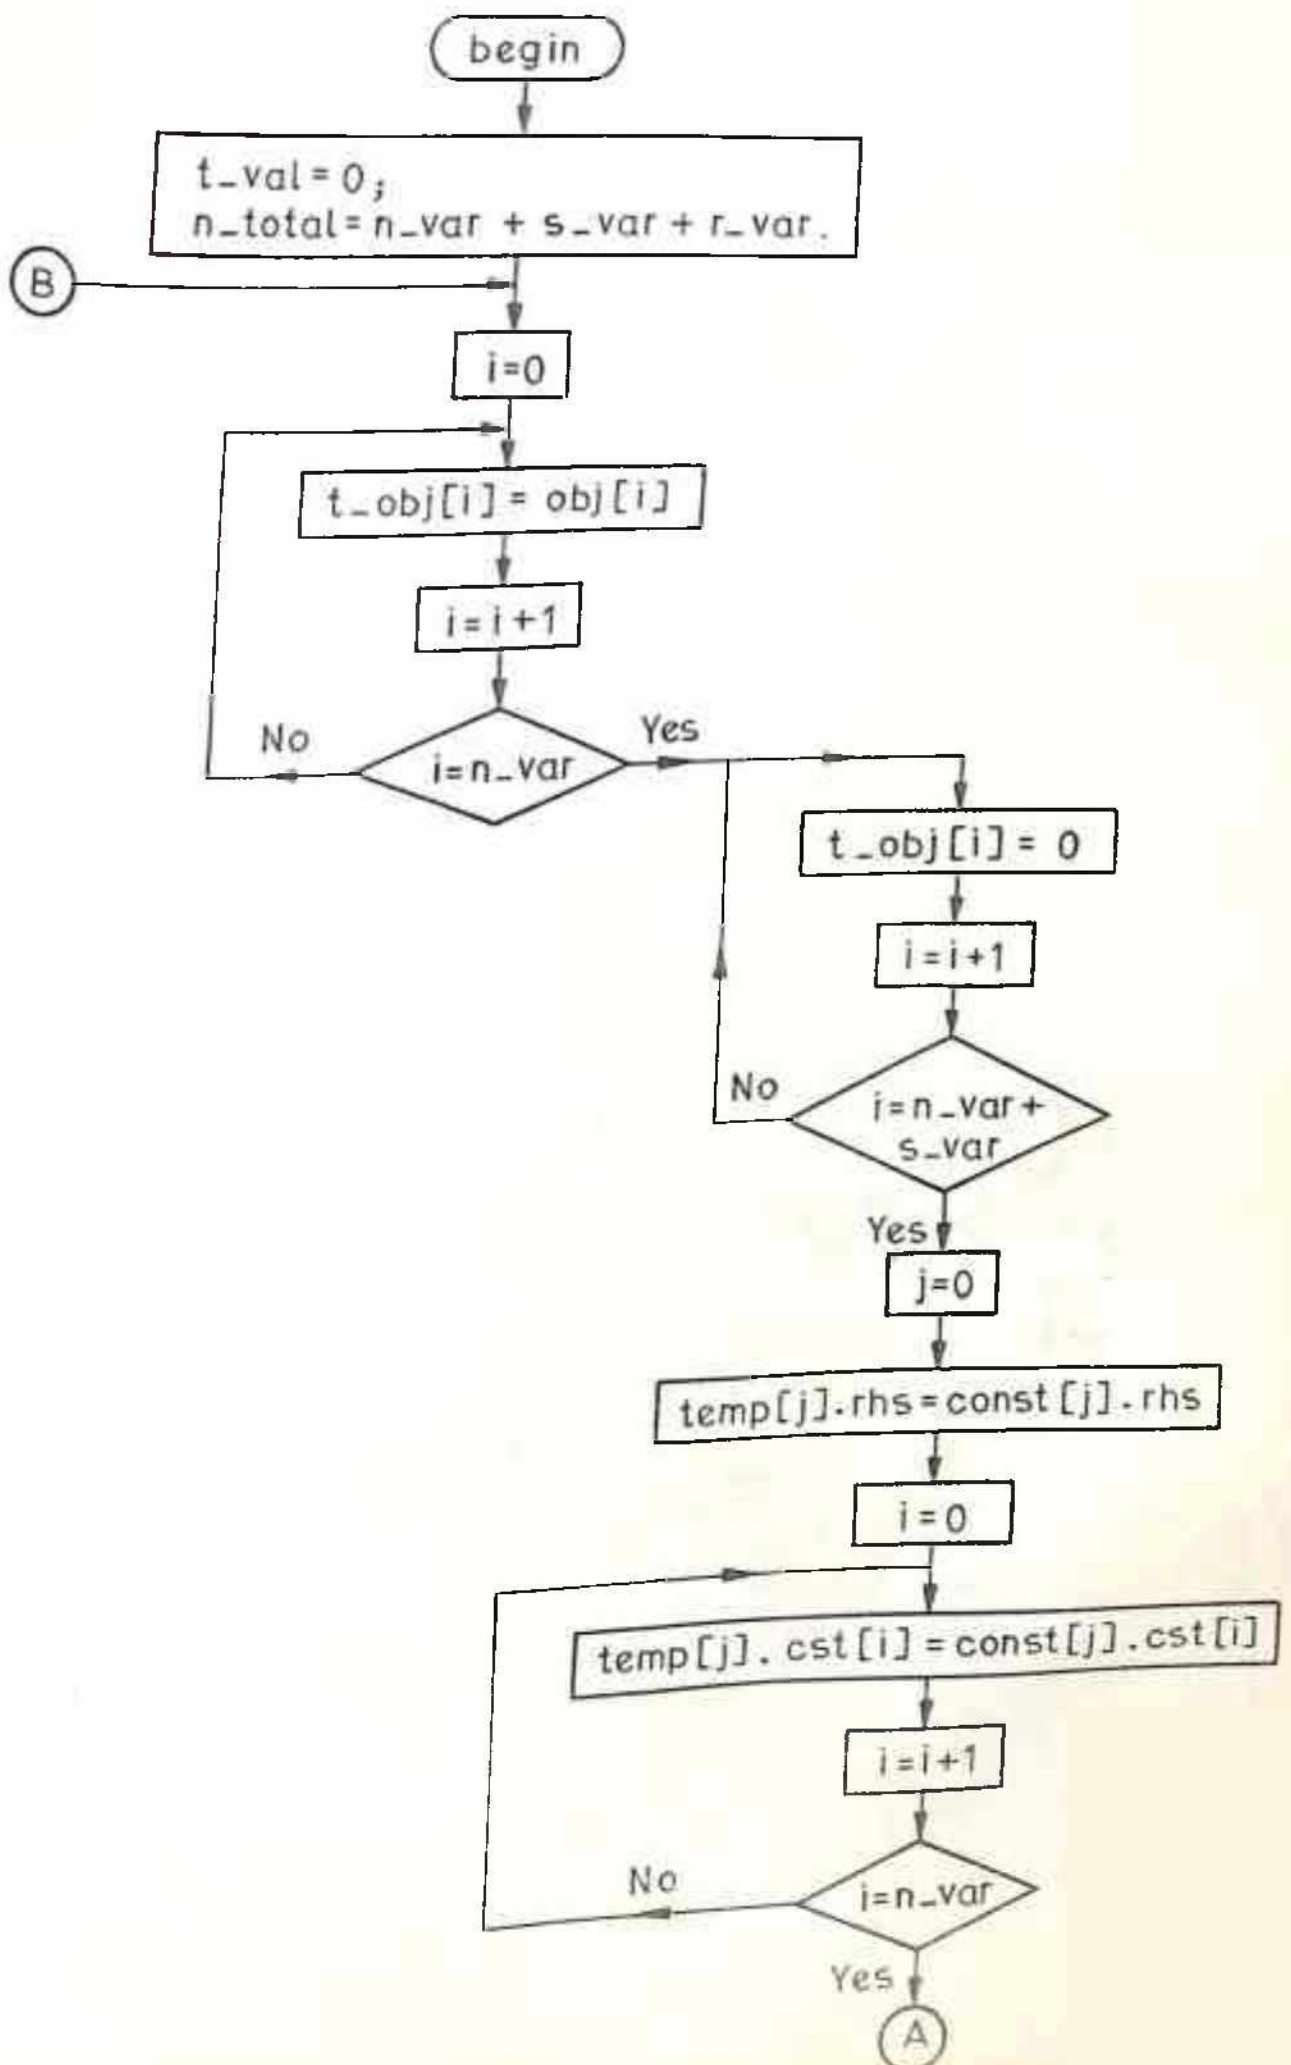 begin
t_val = 0;
n_total = n_var + s_var + r_var.
B
i=0
t_obj[i] = obj[i]
i = i + 1
No
i=n_var
Yes
t_obj[i] = 0
i = i+1
No
i=n_var +
s_var
Yes
j=0
temp[j].rhs = const[j].rhs
i = 0
temp[j].cst[i] = const[j].cst[i]
i = i+1
No
i=n_var
Yes
A